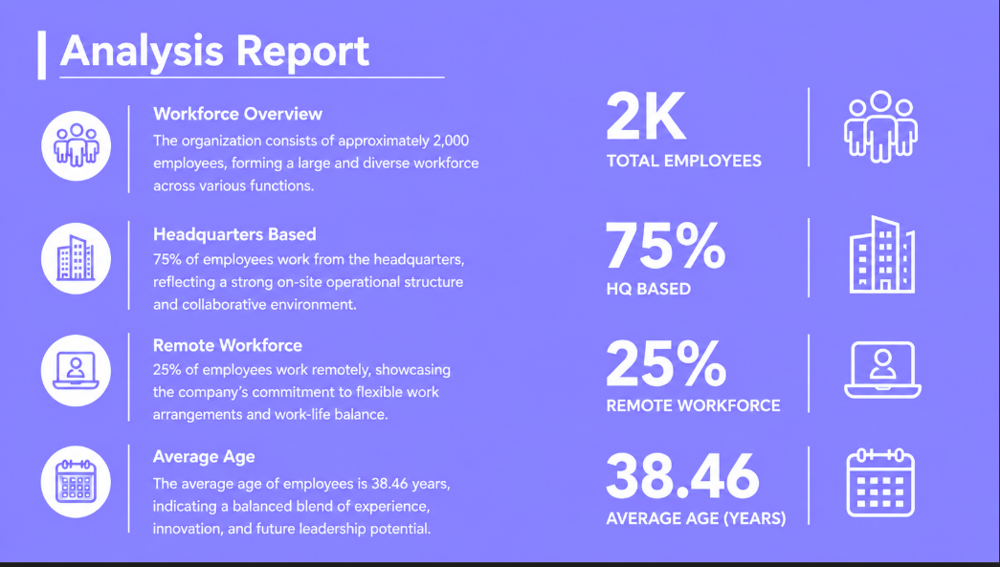 Analysis Report
Workforce Overview
The organization consists of approximately 2,000
employees, forming a large and diverse workforce
across various functions.
Headquarters Based
75% of employees work from the headquarters,
reflecting a strong on-site operational structure
and collaborative environment.
Remote Workforce
25% of employees work remotely, showcasing
the company's commitment to flexible work
arrangements and work-life balance.
Average Age
The average age of employees is 38.46 years,
indicating a balanced blend of experience,
innovation, and future leadership potential.
2K
TOTAL EMPLOYEES
75%
HQ BASED
25%
REMOTE WORKFORCE
38.46
AVERAGE AGE (YEARS)